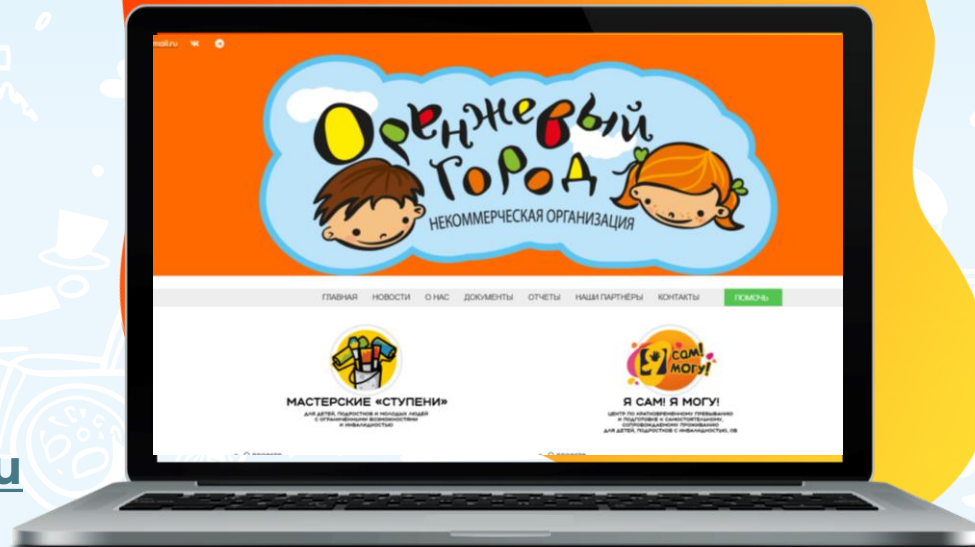 mail.ru
Оренжевый
город
НЕКОММЕРЧЕСКАЯ ОРГАНИЗАЦИЯ
ГЛАВНАЯ НОВОСТИ О НАС ДОКУМЕНТЫ ОТЧЕТЫ НАШИ ПАРТНЁРЫ КОНТАКТЫ ПОМОЧЬ
МАСТЕРСКИЕ «СТУПЕНИ»
ДЛЯ ДЕТЕЙ, ПОДРОСТКОВ И МОЛОДЫХ ЛЮДЕЙ
С ОГРАНИЧЕННЫМИ ВОЗМОЖНОСТЯМИ
И ИНВАЛИДНОСТЬЮ
Я сам!
могу!
Я САМ! Я МОГУ!
ЦЕНТР ПО КРАТКОВРЕМЕННОМУ ПРЕБЫВАНИЮ
И ПОДГОТОВКЕ К САМОСТОЯТЕЛЬНОМУ,
СОПРОВОЖДАЕМОМУ ПРОЖИВАНИЮ
ДЛЯ ДЕТЕЙ, ПОДРОСТКОВ С ИНВАЛИДНОСТЬЮ, ОВ
u